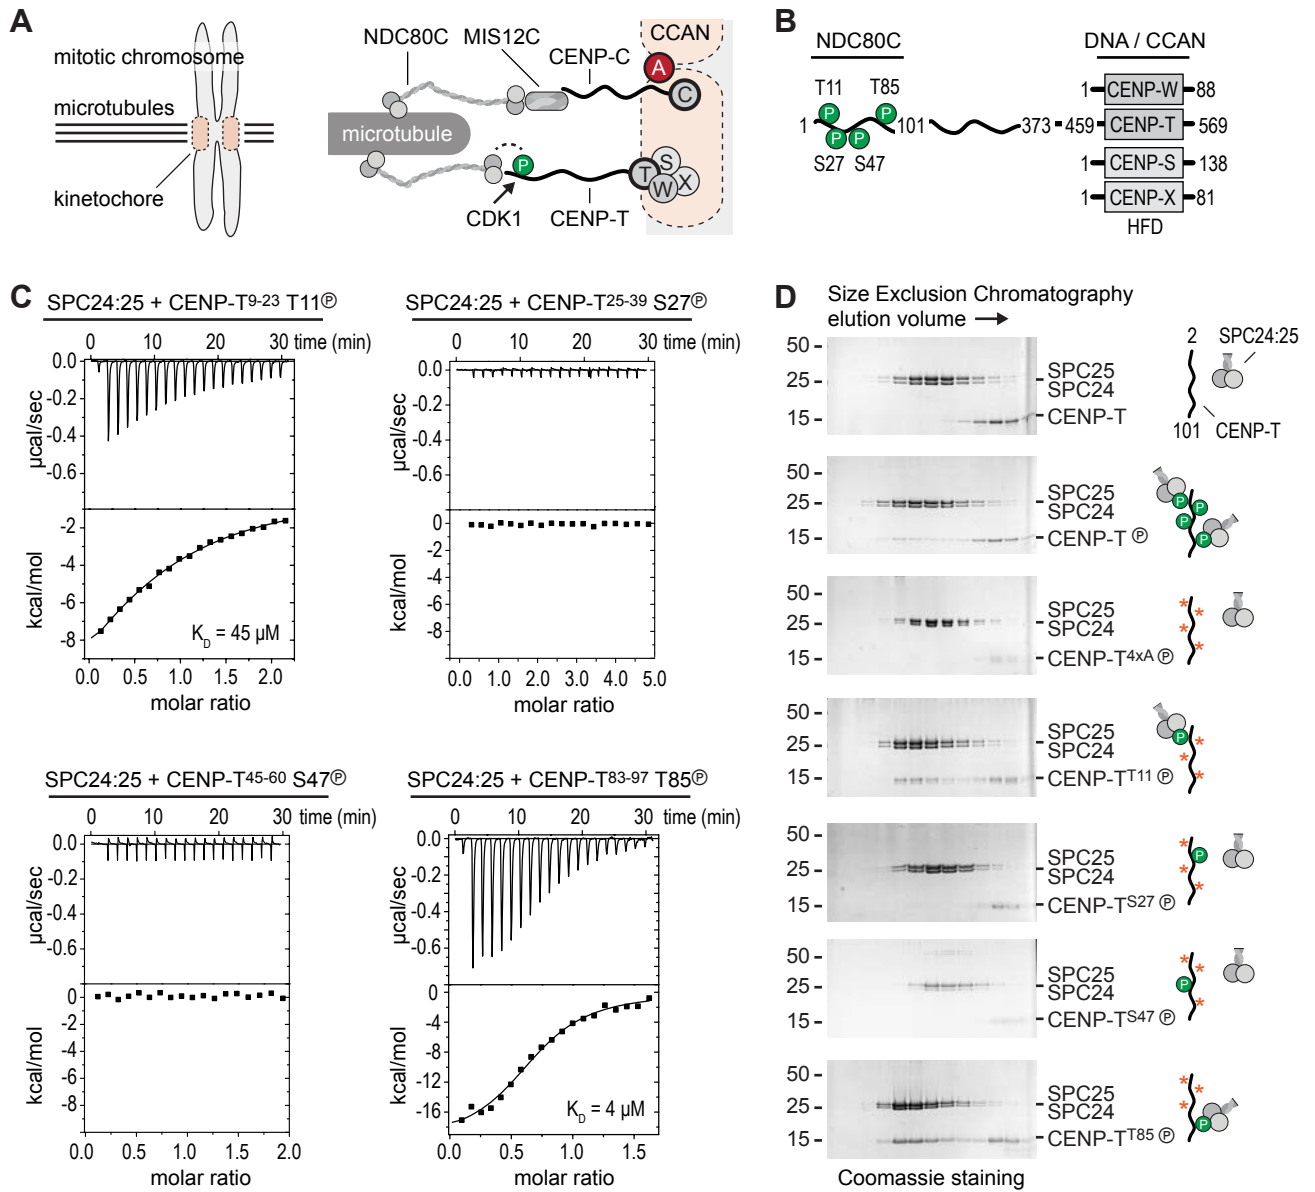 A
mitotic chromosome
microtubules
kinetochore
NDC80C
MIS12C
CENP-C
CCAN
A
C
microtubule
P
T
S
W
X
CDK1
CENP-T
B
NDC80C
DNA / CCAN
T11
T85
P
P
P
P
1
101
373
459
S27
S47
1 CENP-W 88
CENP-T 569
1 CENP-S 138
1 CENP-X 81
HFD
C
SPC24:25 + CENP-T9-23 T11Ⓟ
0 10 20 30 time (min)
0.0
-0.2
-0.4
-0.6
µcal/sec
-2
-4
-6
-8
kcal/mol
KD = 45 µM
0.0 0.5 1.0 1.5 2.0
molar ratio
SPC24:25 + CENP-T25-39 S27Ⓟ
0 10 20 30 time (min)
0.0
-0.2
-0.4
-0.6
µcal/sec
0
-2
-4
-6
-8
kcal/mol
0.0 1.0 2.0 3.0 4.0 5.0
molar ratio
SPC24:25 + CENP-T45-60 S47Ⓟ
0 10 20 30 time (min)
0.0
-0.2
-0.4
-0.6
µcal/sec
0
-2
-4
-6
-8
kcal/mol
0.0 0.5 1.0 1.5 2.0
molar ratio
SPC24:25 + CENP-T83-97 T85Ⓟ
0 10 20 30 time (min)
0.0
-0.2
-0.4
-0.6
-0.8
µcal/sec
0
-4
-8
-12
-16
kcal/mol
KD = 4 µM
0.0 0.5 1.0 1.5
molar ratio
D
Size Exclusion Chromatography
elution volume →
50
25
15
SPC25
SPC24
CENP-T
2
SPC24:25
101
CENP-T
50
25
15
SPC25
SPC24
CENP-T Ⓟ
P
P
P
P
50
25
15
SPC25
SPC24
CENP-T4xA Ⓟ
* * * *
50
25
15
SPC25
SPC24
CENP-TT11 Ⓟ
P
* * *
50
25
15
SPC25
SPC24
CENP-TS27 Ⓟ
P
* * *
50
25
15
SPC25
SPC24
CENP-TS47 Ⓟ
P
* * *
50
25
15
SPC25
SPC24
CENP-TT85 Ⓟ
P
* * *
Coomassie staining